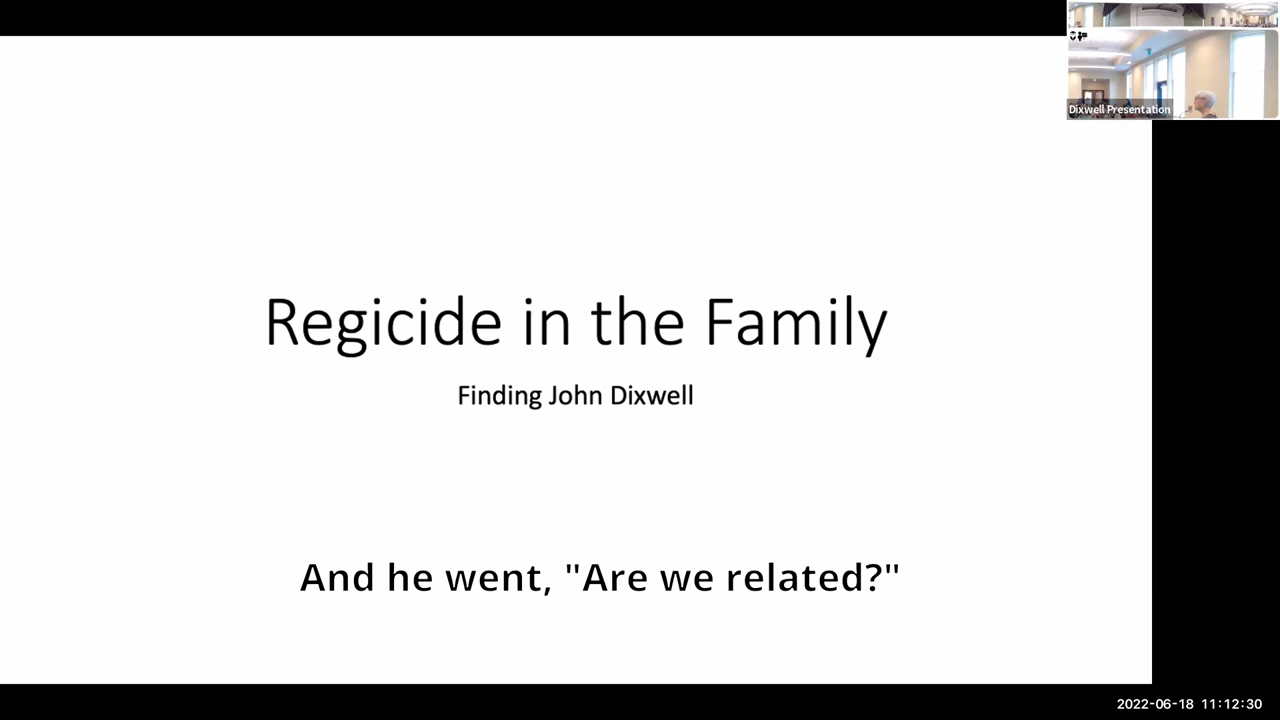 Dixwell Presentation
Regicide in the Family
Finding John Dixwell
And he went, "Are we related?"
2022-06-18 11:12:30